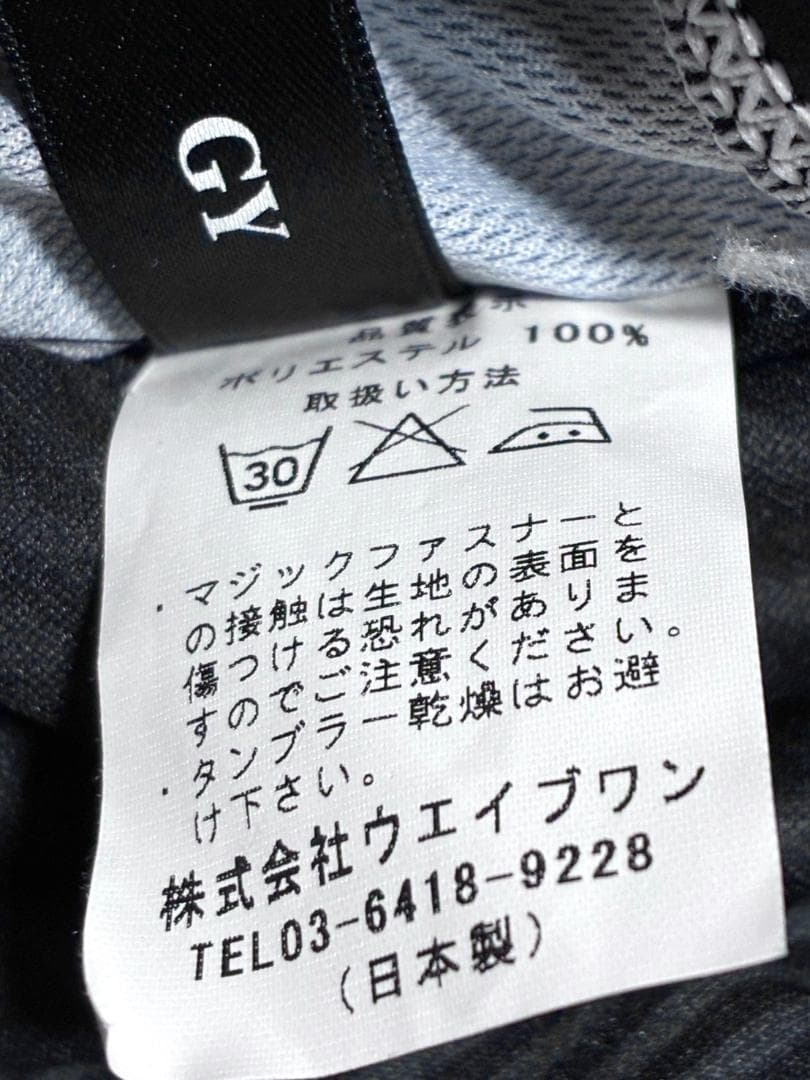 GY
品質表示
ポリエステル 100%
取扱い方法
30
・マジックファスナーと
の接触は生地の表面を
傷つける恐れがありま
すのでご注意ください。
・タンブラー乾燥はお避
け下さい。
株式会社ウエイブワン
TEL03-6418-9228
(日本製)